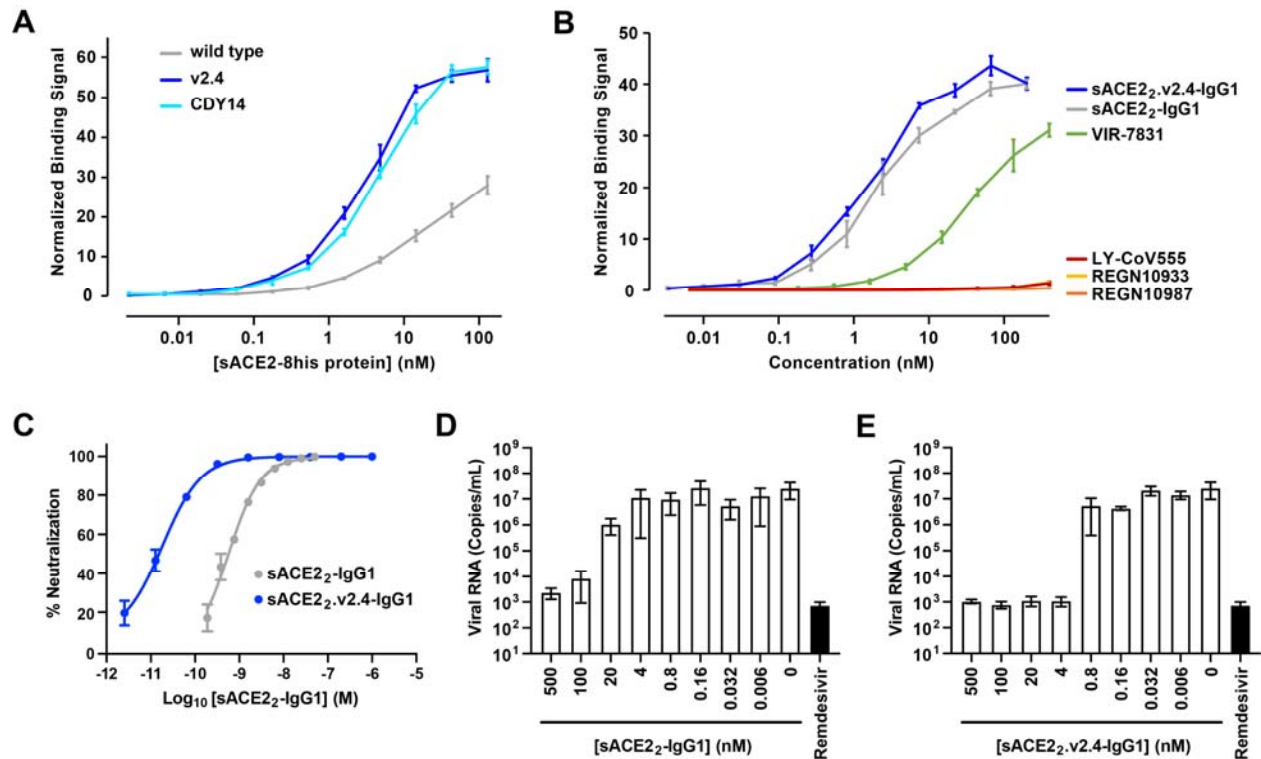 A
wild type
v2.4
CDY14
Normalized Binding Signal
60
50
40
30
20
10
0
0.01 0.1 1 10 100
[sACE2-8his protein] (nM)
B
Normalized Binding Signal
50
40
30
20
10
0
0.01 0.1 1 10 100
Concentration (nM)
sACE2₂.v2.4-IgG1
sACE2₂-IgG1
VIR-7831
LY-CoV555
REGN10933
REGN10987
C
% Neutralization
100
80
60
40
20
0
-12 -11 -10 -9 -8 -7 -6 -5
Log₁₀ [sACE2₂-IgG1] (M)
sACE2₂-IgG1
sACE2₂.v2.4-IgG1
D
Viral RNA (Copies/mL)
10⁹
10⁸
10⁷
10⁶
10⁵
10⁴
10³
10²
10¹
500 100 20 4 0.8 0.16 0.032 0.006 0 Remdesivir
[sACE2₂-IgG1] (nM)
E
Viral RNA (Copies/mL)
10⁹
10⁸
10⁷
10⁶
10⁵
10⁴
10³
10²
10¹
500 100 20 4 0.8 0.16 0.032 0.006 0 Remdesivir
[sACE2₂.v2.4-IgG1] (nM)